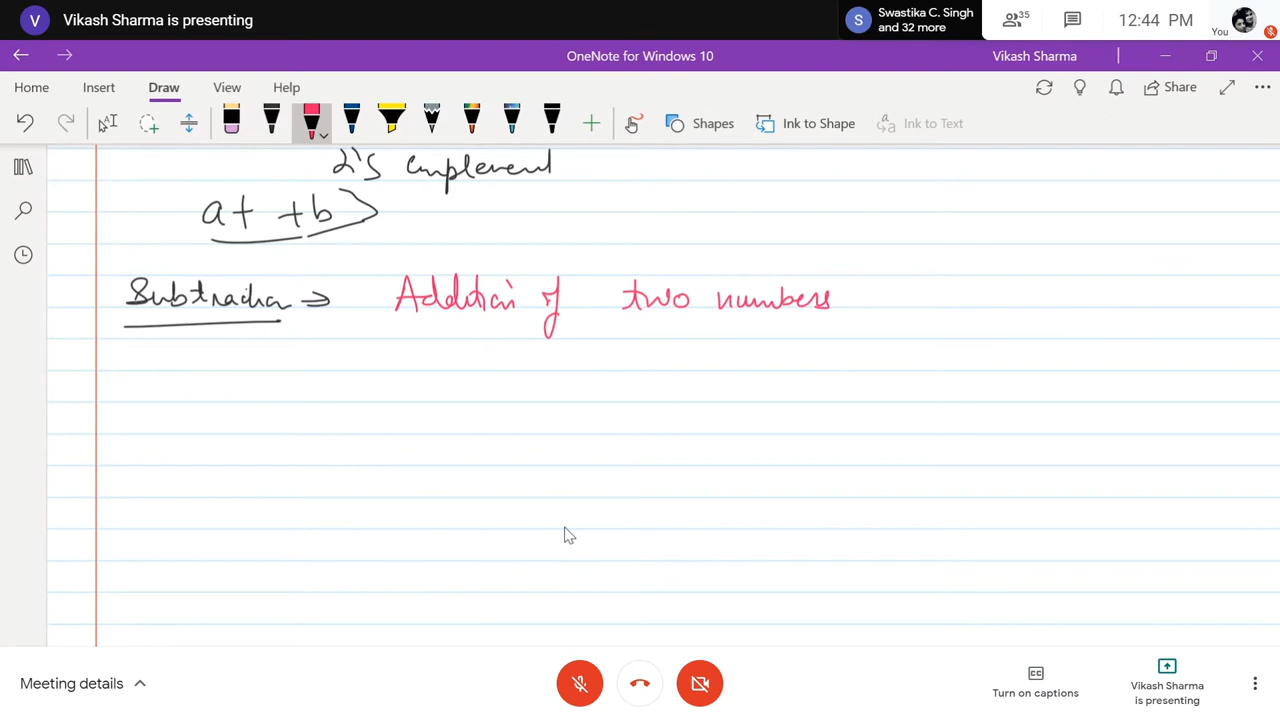 V Vikash Sharma is presenting
S Swastika C. Singh and 32 more
35
12:44 PM
You
OneNote for Windows 10
Vikash Sharma
Home Insert Draw View Help
Share
Shapes
Ink to Shape
Ink to Text
2's complement
a+ +b
Subtraction ⇒ Addition of two numbers
Meeting details
CC
Turn on captions
Vikash Sharma is presenting